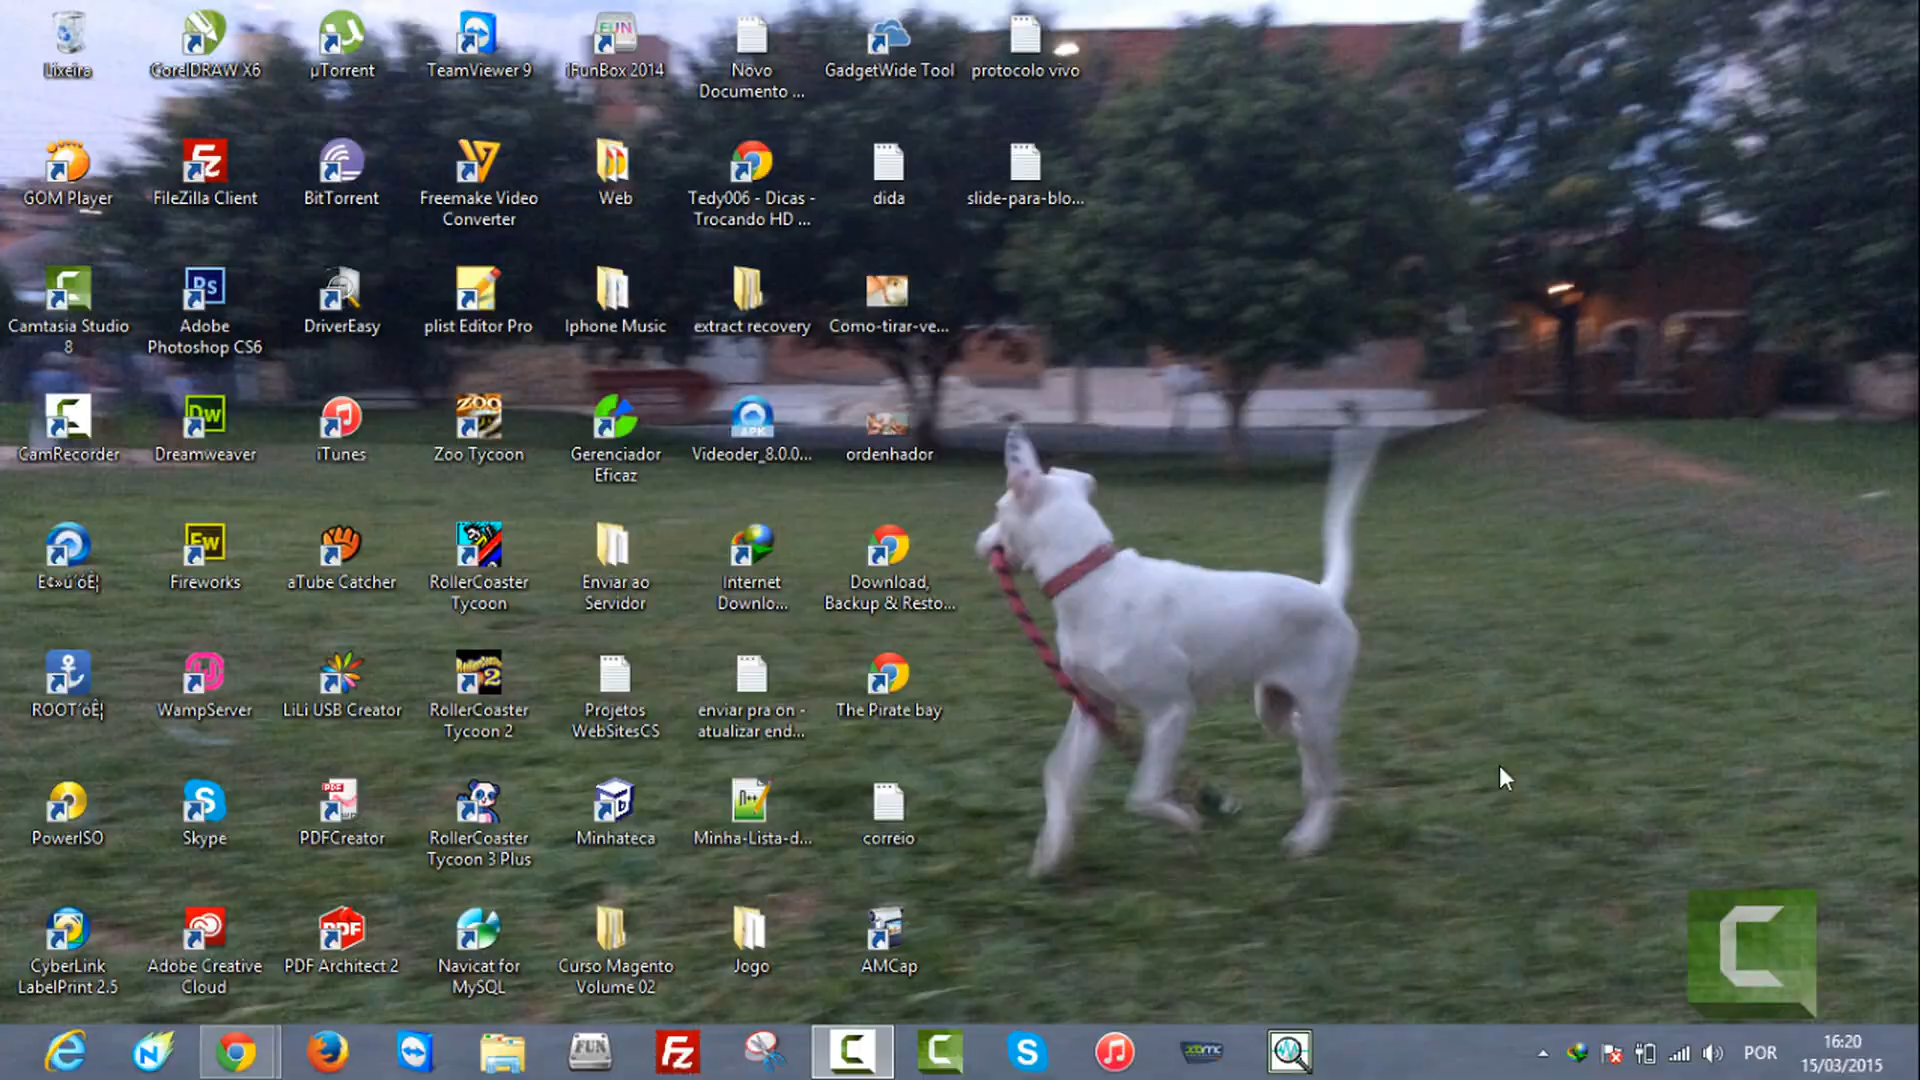 Lixeira
CorelDRAW X6
µTorrent
TeamViewer 9
iFunBox 2014
Novo
Documento ...
GadgetWide Tool
protocolo vivo
GOM Player
FileZilla Client
BitTorrent
Freemake Video
Converter
Web
Tedy006 - Dicas -
Trocando HD ...
dida
slide-para-blo...
Camtasia Studio
8
Adobe
Photoshop CS6
DriverEasy
plist Editor Pro
Iphone Music
extract recovery
Como-tirar-ve...
CamRecorder
Dreamweaver
iTunes
Zoo Tycoon
Gerenciador
Eficaz
Videoder_8.0.0...
ordenhador
Fireworks
aTube Catcher
RollerCoaster
Tycoon
Enviar ao
Servidor
Internet
Downlo...
Download,
Backup & Resto...
WampServer
LiLi USB Creator
RollerCoaster
Tycoon 2
Projetos
WebSitesCS
enviar pra on -
atualizar end...
The Pirate bay
PowerISO
Skype
PDFCreator
RollerCoaster
Tycoon 3 Plus
Minhateca
Minha-Lista-d...
correio
CyberLink
LabelPrint 2.5
Adobe Creative
Cloud
PDF Architect 2
Navicat for
MySQL
Curso Magento
Volume 02
Jogo
AMCap
POR
16:20
15/03/2015